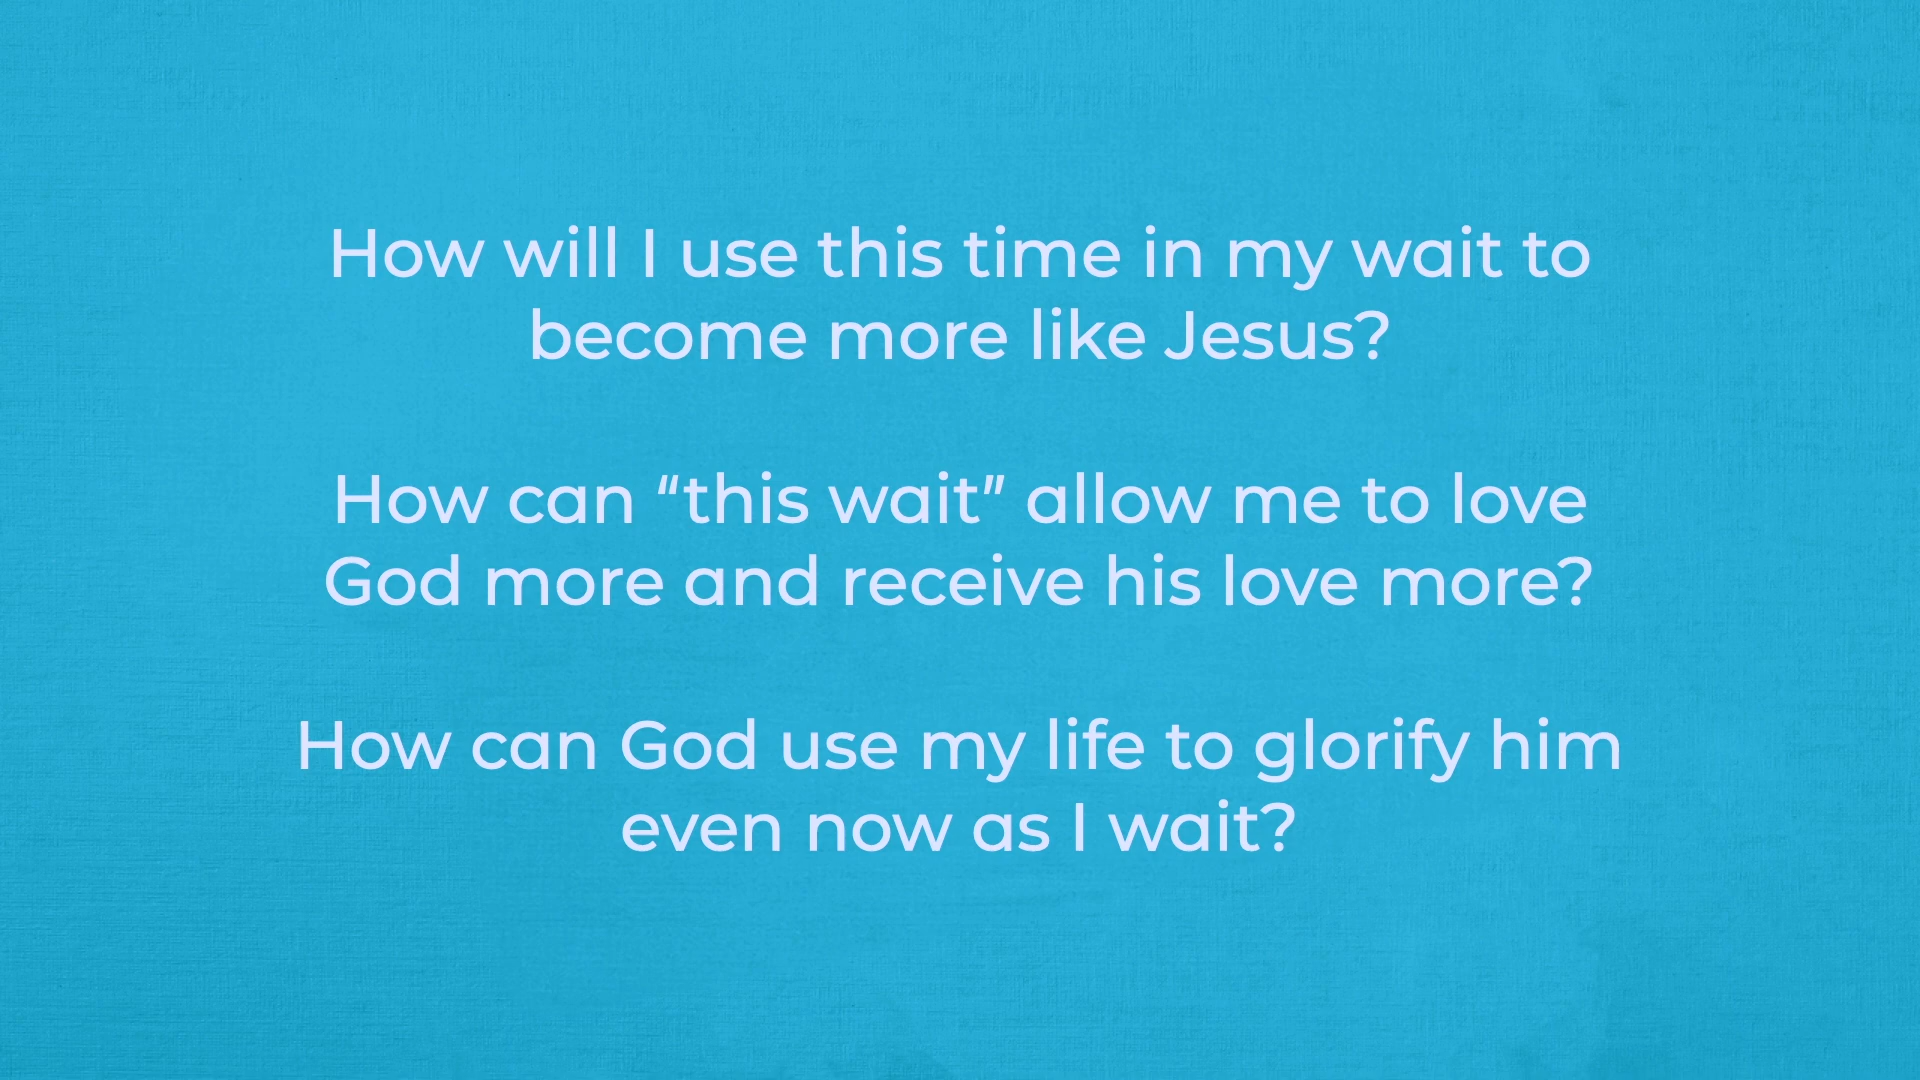 How will I use this time in my wait to
become more like Jesus?
How can “this wait” allow me to love
God more and receive his love more?
How can God use my life to glorify him
even now as I wait?